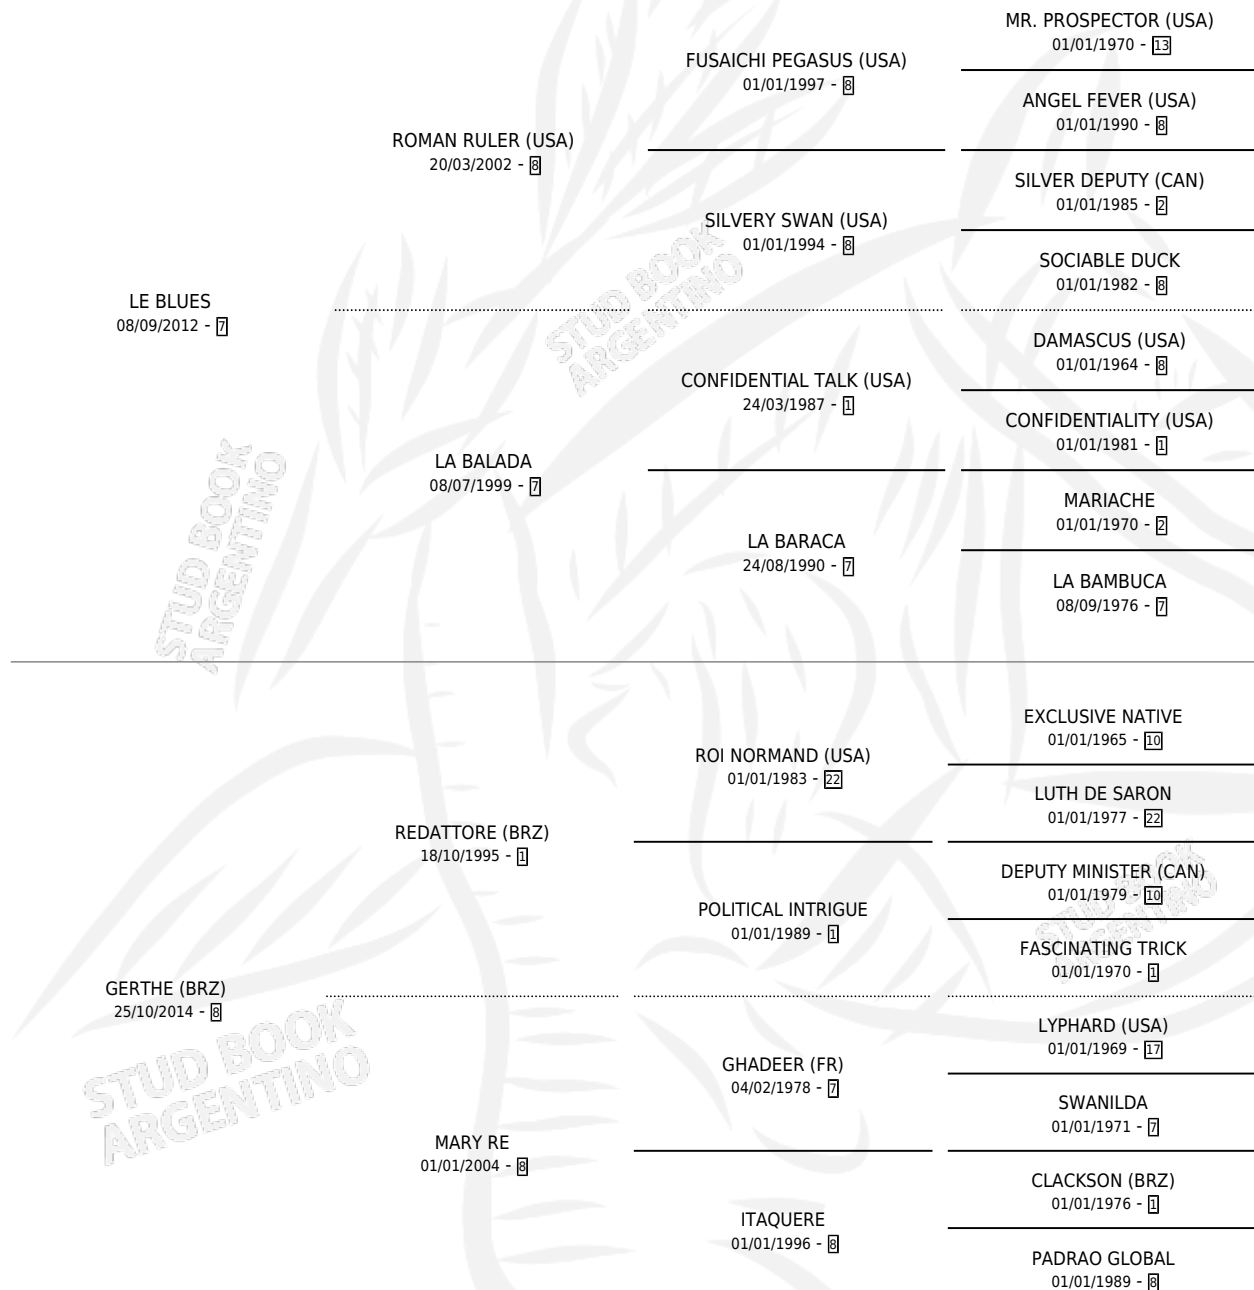 MR. PROSPECTOR (USA)
01/01/1970 - 13
FUSAICHI PEGASUS (USA)
01/01/1997 - 8
ANGEL FEVER (USA)
01/01/1990 - 8
ROMAN RULER (USA)
20/03/2002 - 8
SILVER DEPUTY (CAN)
01/01/1985 - 2
SILVERY SWAN (USA)
01/01/1994 - 8
SOCIABLE DUCK
01/01/1982 - 8
LE BLUES
08/09/2012 - 7
DAMASCUS (USA)
01/01/1964 - 8
CONFIDENTIAL TALK (USA)
24/03/1987 - 1
CONFIDENTIALITY (USA)
01/01/1981 - 1
LA BALADA
08/07/1999 - 7
MARIACHE
01/01/1970 - 2
LA BARACA
24/08/1990 - 7
LA BAMBUCA
08/09/1976 - 7
EXCLUSIVE NATIVE
01/01/1965 - 10
ROI NORMAND (USA)
01/01/1983 - 22
LUTH DE SARON
01/01/1977 - 22
REDATTORE (BRZ)
18/10/1995 - 1
DEPUTY MINISTER (CAN)
01/01/1979 - 10
POLITICAL INTRIGUE
01/01/1989 - 1
FASCINATING TRICK
01/01/1970 - 1
GERTHE (BRZ)
25/10/2014 - 8
LYPHARD (USA)
01/01/1969 - 17
GHADEER (FR)
04/02/1978 - 7
SWANILDA
01/01/1971 - 7
MARY RE
01/01/2004 - 8
CLACKSON (BRZ)
01/01/1976 - 1
ITAQUERE
01/01/1996 - 8
PADRAO GLOBAL
01/01/1989 - 8
STUD BOOK
ARGENTINO
STUD BOOK
ARGENTINO
STUD BOOK
ARGENTINO
STUD BOOK
ARGENTINO